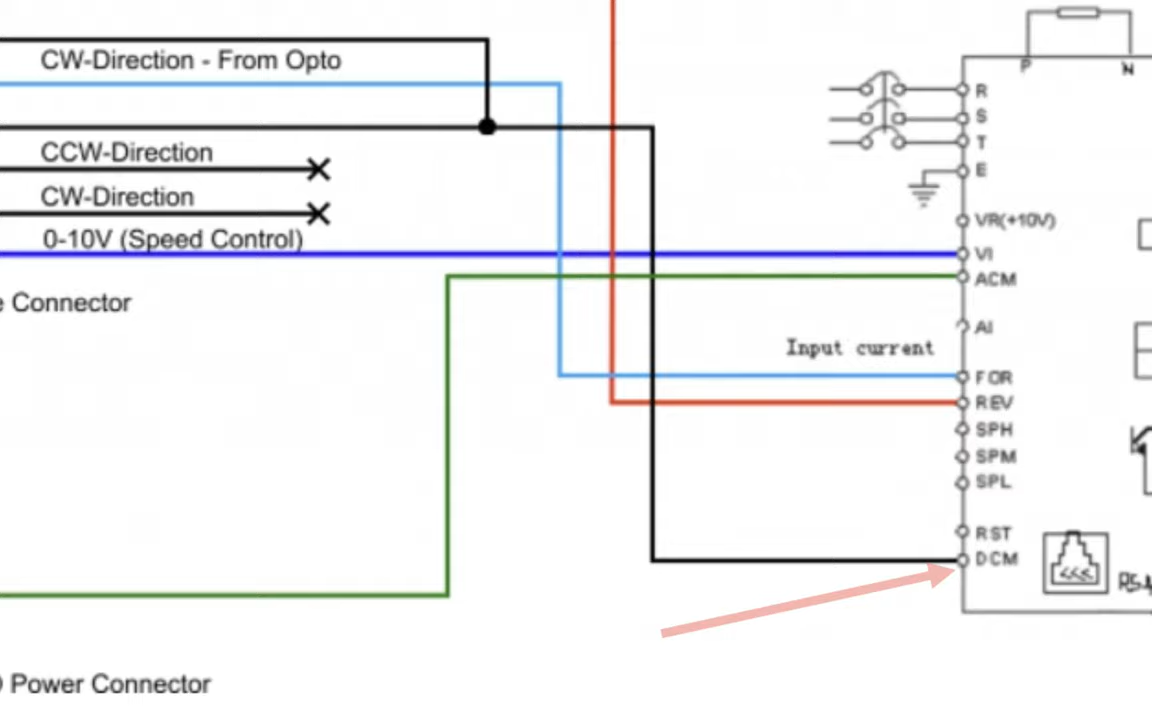 CW-Direction - From Opto
CCW-Direction
CW-Direction
0-10V (Speed Control)
Connector
Power Connector
Input current
P
N
R
S
T
E
VR(+10V)
VI
ACM
AI
FOR
REV
SPH
SPM
SPL
RST
DCM